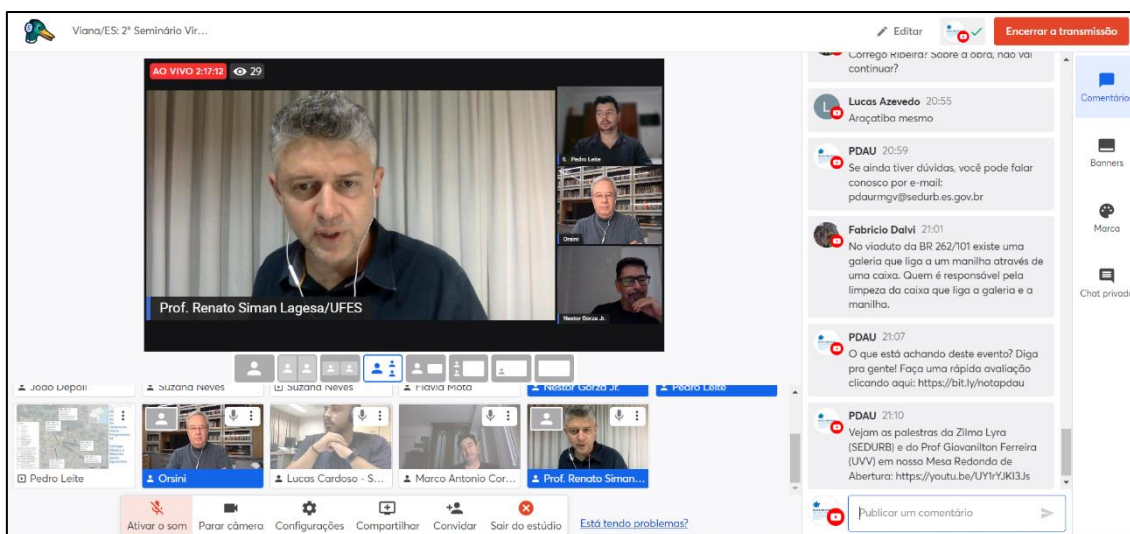 Viana/ES: 2º Seminário Vir...
Editar
Encerrar a transmissão
AO VIVO 2:17:12
29
Pedro Leite
Orsini
Nestor Gorza Jr.
Prof. Renato Siman Lagesa/UFES
João Depoli
Suzana Neves
Suzana Neves
Flavia Mota
Nestor Gorza Jr.
Pedro Leite
Pedro Leite
Orsini
Lucas Cardoso - S...
Marco Antonio Cor...
Prof. Renato Siman...
Ativar o som
Parar câmera
Configurações
Compartilhar
Convidar
Sair do estúdio
Está tendo problemas?
Córrego Ribeira? Sobre a obra, não vai
continuar?
L
Lucas Azevedo 20:55
Araçatiba mesmo
PDAU 20:59
Se ainda tiver dúvidas, você pode falar
conosco por e-mail:
pdaurmgv@sedurb.es.gov.br
Fabricio Dalvi 21:01
No viaduto da BR 262/101 existe uma
galeria que liga a um manilha através de
uma caixa. Quem é responsável pela
limpeza da caixa que liga a galeria e a
manilha.
PDAU 21:07
O que está achando deste evento? Diga
pra gente! Faça uma rápida avaliação
clicando aqui: https://bit.ly/notapdau
PDAU 21:10
Vejam as palestras da Zilma Lyra
(SEDURB) e do Prof Giovanilton Ferreira
(UVV) em nossa Mesa Redonda de
Abertura: https://youtu.be/UY1rYJKI3Js
Publicar um comentário
Comentário
Banners
Marca
Chat privado